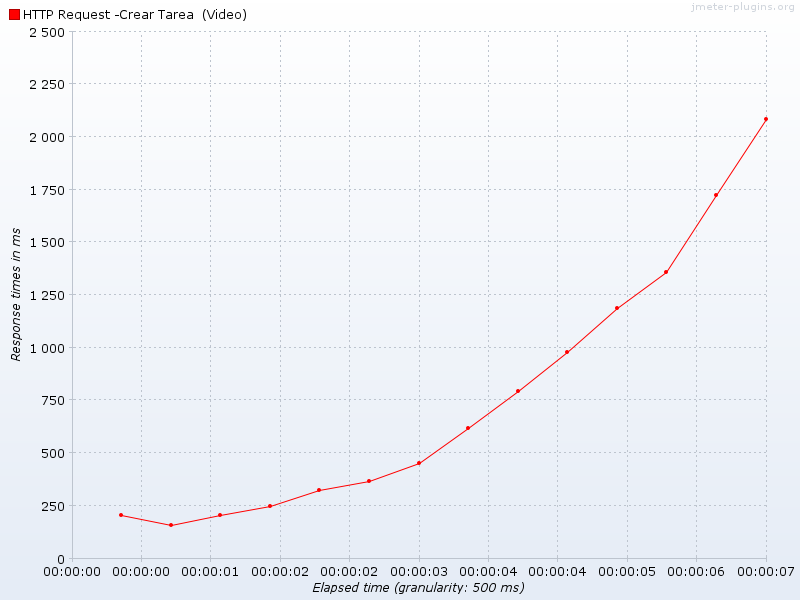 jmeter-plugins.org
HTTP Request -Crear Tarea (Video)
2 500
2 250
2 000
1 750
1 500
1 250
1 000
750
500
250
0
Response times in ms
00:00:00 00:00:00 00:00:01 00:00:02 00:00:02 00:00:03 00:00:04 00:00:04 00:00:05 00:00:06 00:00:07
Elapsed time (granularity: 500 ms)